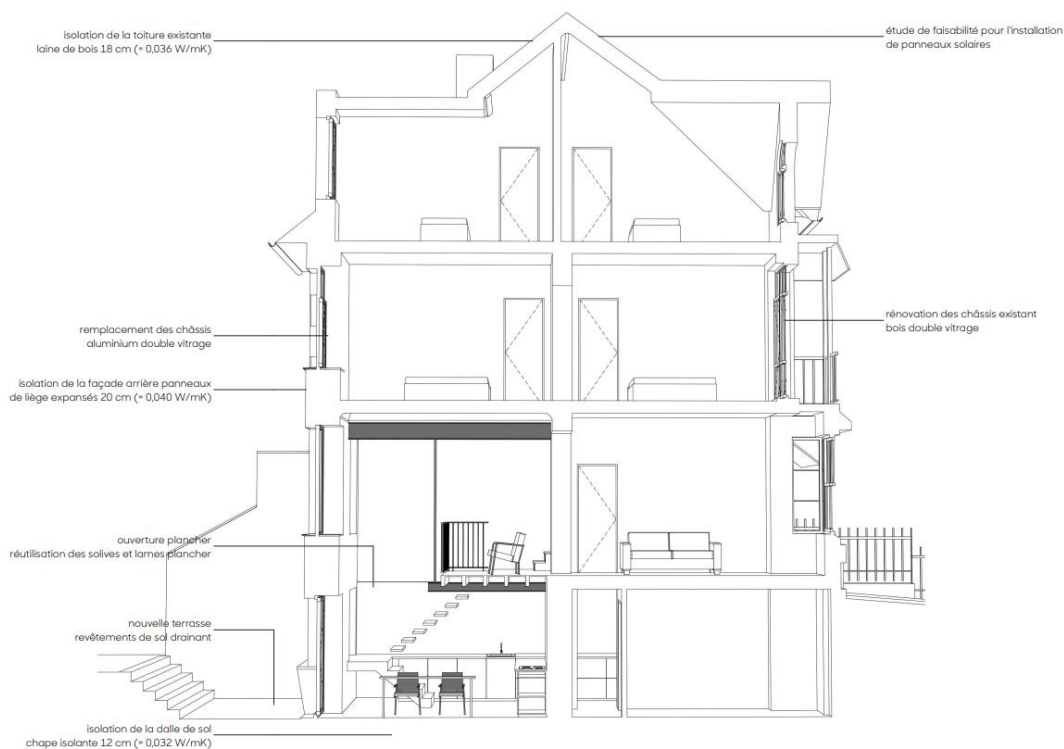 isolation de la toiture existante
laine de bois 18 cm (= 0,036 W/mK)
étude de faisabilité pour l'installation
de panneaux solaires
remplacement des châssis
aluminium double vitrage
rénovation des châssis existant
bois double vitrage
isolation de la façade arrière panneaux
de liège expansés 20 cm (= 0,040 W/mK)
ouverture plancher
réutilisation des solives et lames plancher
nouvelle terrasse
revêtements de sol drainant
isolation de la dalle de sol
chape isolante 12 cm (= 0,032 W/mK)